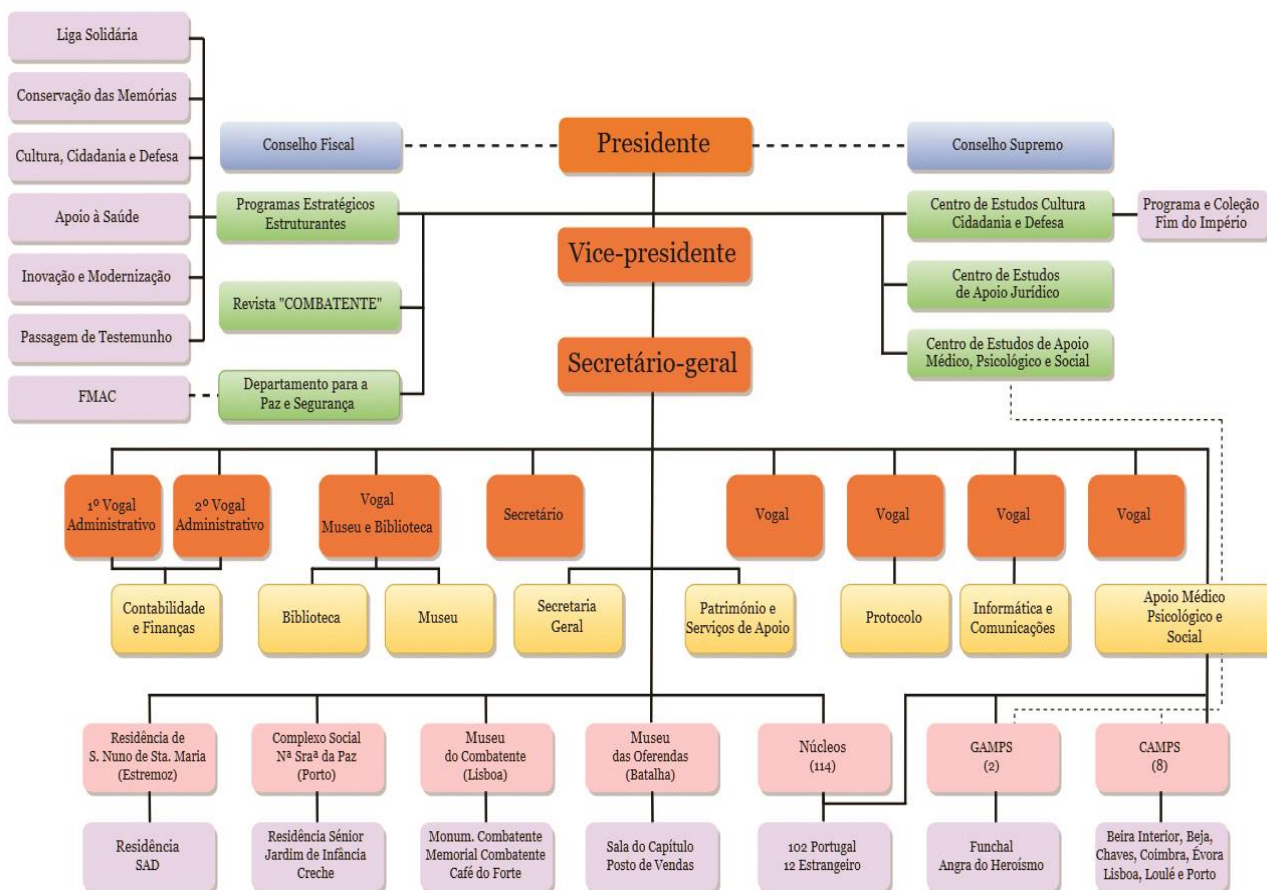 Liga Solidária
Conservação das Memórias
Cultura, Cidadania e Defesa
Apoio à Saúde
Inovação e Modernização
Passagem de Testemunho
FMAC
Conselho Fiscal
Programas Estratégicos
Estruturantes
Revista "COMBATENTE"
Departamento para a
Paz e Segurança
Presidente
Vice-presidente
Secretário-geral
Conselho Supremo
Centro de Estudos Cultura
Cidadania e Defesa
Programa e Coleção
Fim do Império
Centro de Estudos
de Apoio Jurídico
Centro de Estudos de Apoio
Médico, Psicológico e Social
1º Vogal
Administrativo
2º Vogal
Administrativo
Vogal
Museu e Biblioteca
Secretário
Vogal
Vogal
Vogal
Vogal
Contabilidade
e Finanças
Biblioteca
Museu
Secretaria
Geral
Património e
Serviços de Apoio
Protocolo
Informática e
Comunicações
Apoio Médico
Psicológico e
Social
Residência de
S. Nuno de Sta. Maria
(Estremoz)
Complexo Social
Nª Sraª da Paz
(Porto)
Museu
do Combatente
(Lisboa)
Museu
das Oferendas
(Batalha)
Núcleos
(114)
GAMPS
(2)
CAMPS
(8)
Residência
SAD
Residência Sénior
Jardim de Infância
Creche
Monum. Combatente
Memorial Combatente
Café do Forte
Sala do Capítulo
Posto de Vendas
102 Portugal
12 Estrangeiro
Funchal
Angra do Heroísmo
Beira Interior, Beja,
Chaves, Coimbra, Évora
Lisboa, Loulé e Porto